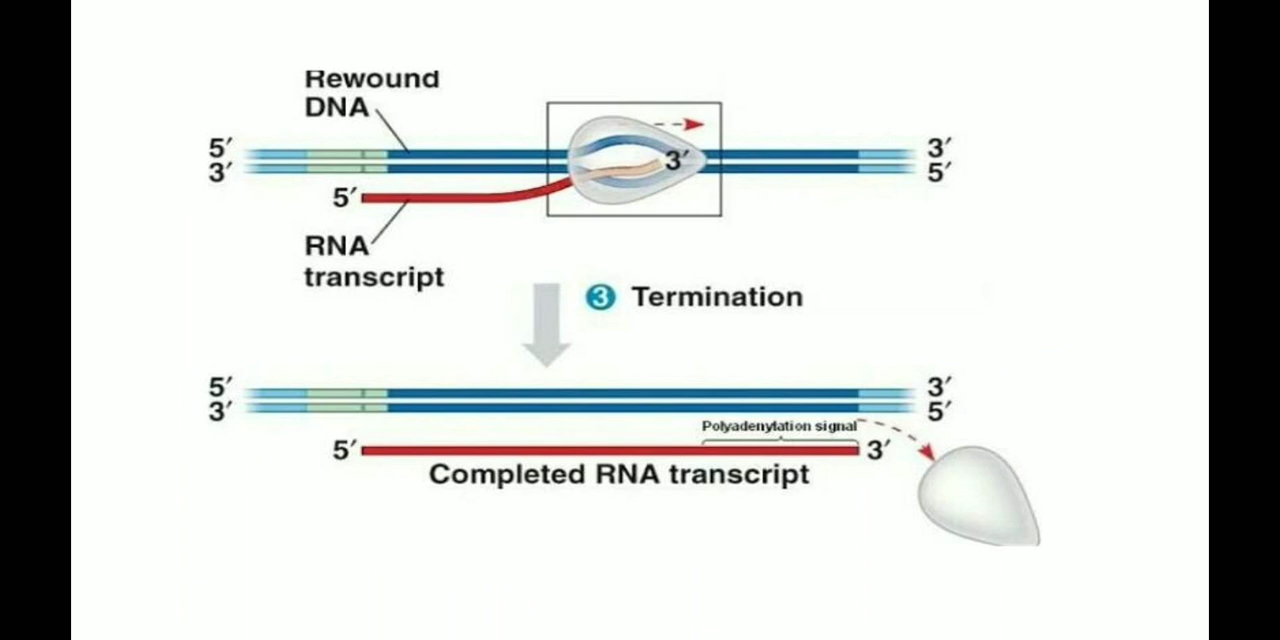 Rewound
DNA
5′
3′
3′
5′
3′
5′
RNA
transcript
3 Termination
5′
3′
3′
5′
Polyadenylation signal
5′
3′
Completed RNA transcript